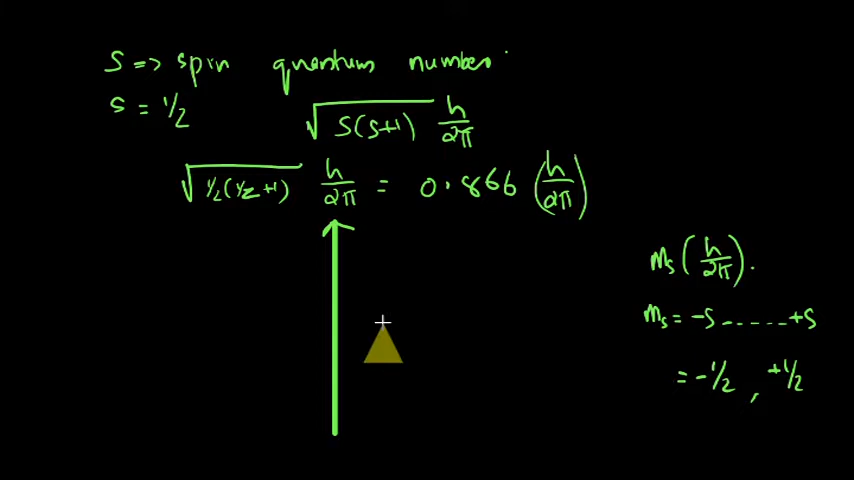 S => spin quantum number
s = 1/2 √S(S+1) h/2π
√1/2(1/2+1) h/2π = 0.866 (h/2π)
ms (h/2π).
ms = -s ...... +s
= -1/2 , +1/2